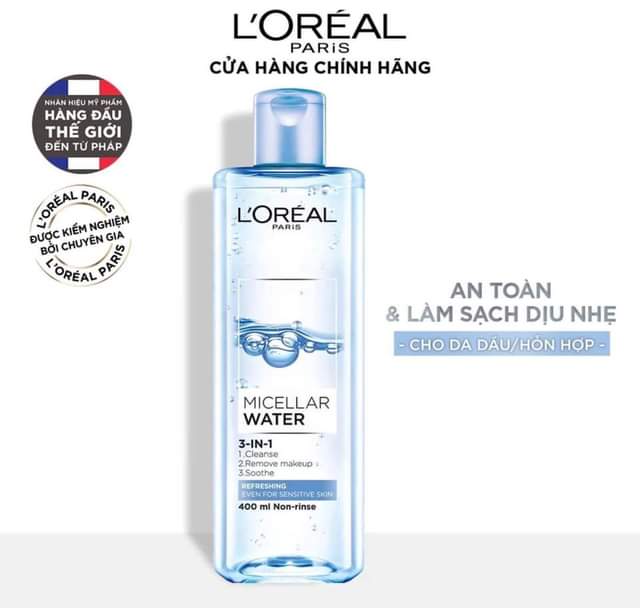 L'ORÉAL
PARIS
CỬA HÀNG CHÍNH HÃNG
NHÃN HIỆU MỸ PHẨM
HÀNG ĐẦU
THẾ GIỚI
ĐẾN TỪ PHÁP
L'ORÉAL PARIS
ĐƯỢC KIỂM NGHIỆM
BỞI CHUYÊN GIA
L'ORÉAL PARIS
L'ORÉAL
PARIS
MICELLAR
WATER
3-IN-1
1.Cleanse
2.Remove makeup
3.Soothe
REFRESHING
EVEN FOR SENSITIVE SKIN
400 ml Non-rinse
AN TOÀN
& LÀM SẠCH DỊU NHẸ
- CHO DA DẦU/HỖN HỢP -